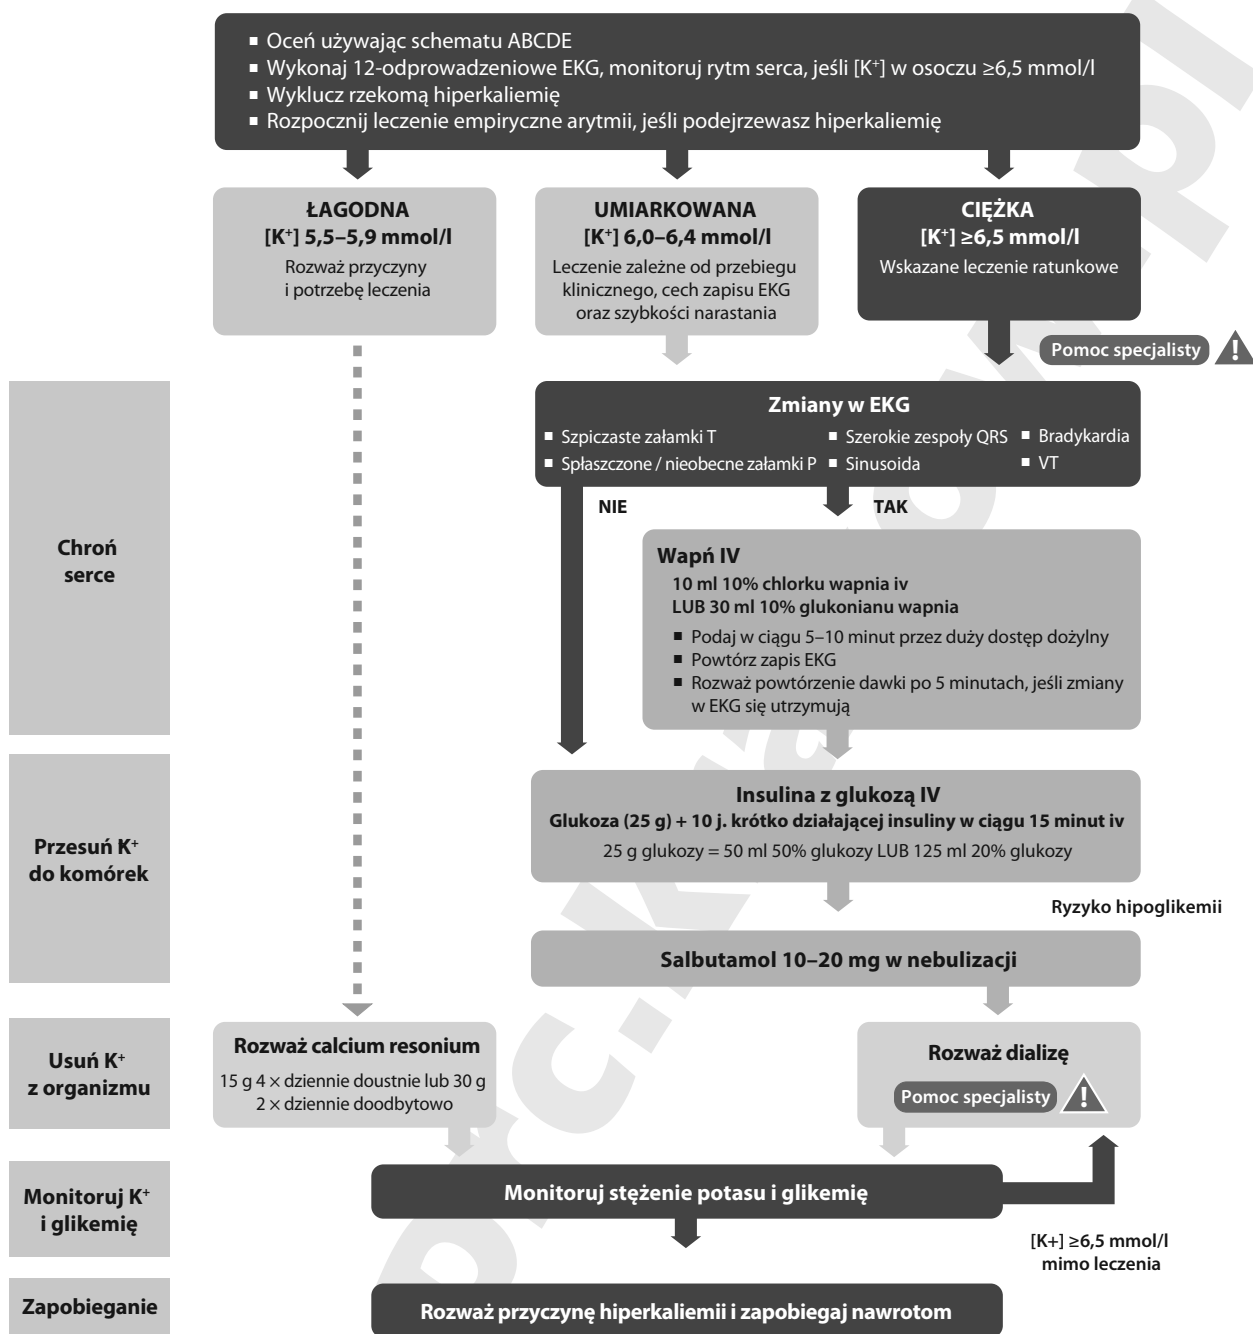 ▪ Oceń używając schematu ABCDE
▪ Wykonaj 12-odprowadzeniowe EKG, monitoruj rytm serca, jeśli [K⁺] w osoczu ≥6,5 mmol/l
▪ Wyklucz rzekomą hiperkaliemię
▪ Rozpocznij leczenie empiryczne arytmii, jeśli podejrzewasz hiperkaliemię
ŁAGODNA
[K⁺] 5,5–5,9 mmol/l
Rozważ przyczyny
i potrzebę leczenia
UMIARKOWANA
[K⁺] 6,0–6,4 mmol/l
Leczenie zależne od przebiegu
klinicznego, cech zapisu EKG
oraz szybkości narastania
CIĘŻKA
[K⁺] ≥6,5 mmol/l
Wskazane leczenie ratunkowe
Pomoc specjalisty !
Chroń
serce
Zmiany w EKG
▪ Szpiczaste załamki T
▪ Spłaszczone / nieobecne załamki P
▪ Szerokie zespoły QRS
▪ Sinusoida
▪ Bradykardia
▪ VT
NIE
TAK
Wapń IV
10 ml 10% chlorku wapnia iv
LUB 30 ml 10% glukonianu wapnia
▪ Podaj w ciągu 5–10 minut przez duży dostęp dożylny
▪ Powtórz zapis EKG
▪ Rozważ powtórzenie dawki po 5 minutach, jeśli zmiany
w EKG się utrzymują
Przesuń K⁺
do komórek
Insulina z glukozą IV
Glukoza (25 g) + 10 j. krótko działającej insuliny w ciągu 15 minut iv
25 g glukozy = 50 ml 50% glukozy LUB 125 ml 20% glukozy
Ryzyko hipoglikemii
Salbutamol 10–20 mg w nebulizacji
Usuń K⁺
z organizmu
Rozważ calcium resonium
15 g 4 × dziennie doustnie lub 30 g
2 × dziennie doodbytowo
Rozważ dializę
Pomoc specjalisty !
Monitoruj K⁺
i glikemię
Monitoruj stężenie potasu i glikemię
[K+] ≥6,5 mmol/l
mimo leczenia
Zapobieganie
Rozważ przyczynę hiperkaliemii i zapobiegaj nawrotom